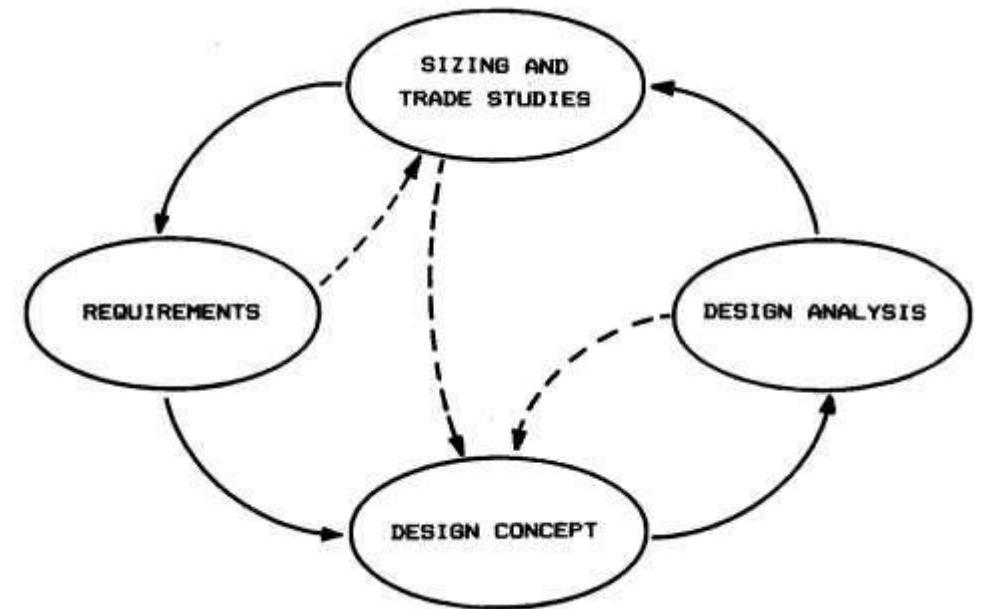 SIZING AND
TRADE STUDIES
REQUIREMENTS
DESIGN ANALYSIS
DESIGN CONCEPT